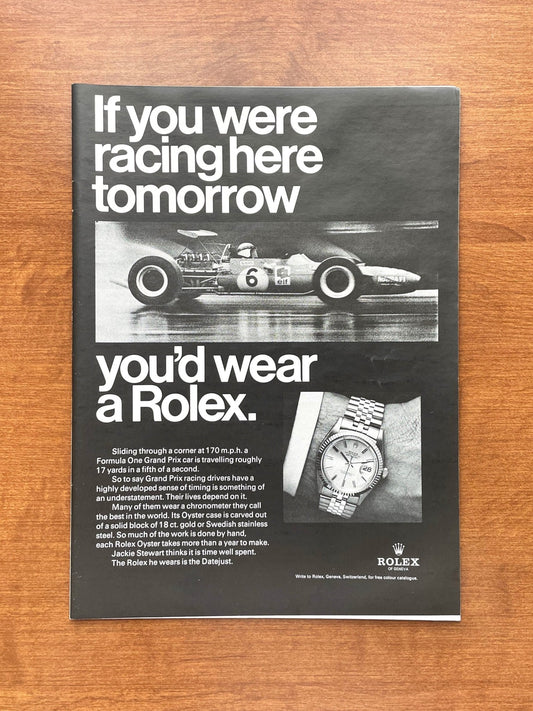 If you were
racing here
tomorrow
6
elf
you'd wear
a Rolex.
Sliding through a corner at 170 m.p.h. a
Formula One Grand Prix car is travelling roughly
17 yards in a fifth of a second.
So to say Grand Prix racing drivers have a
highly developed sense of timing is something of
an understatement. Their lives depend on it.
Many of them wear a chronometer they call
the best in the world. Its Oyster case is carved out
of a solid block of 18 ct. gold or Swedish stainless
steel. So much of the work is done by hand,
each Rolex Oyster takes more than a year to make.
Jackie Stewart thinks it is time well spent.
The Rolex he wears is the Datejust.
ROLEX
OF GENEVA
Write to Rolex, Geneva, Switzerland, for free colour catalogue.